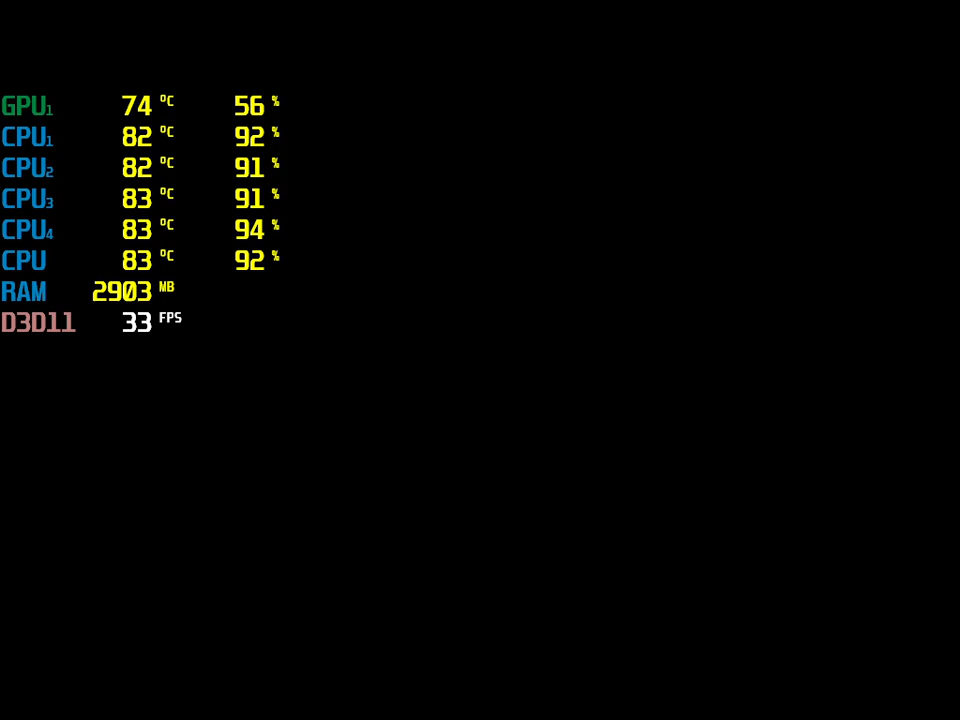 GPU1 74 °C 56 %
CPU1 82 °C 92 %
CPU2 82 °C 91 %
CPU3 83 °C 91 %
CPU4 83 °C 94 %
CPU 83 °C 92 %
RAM 2903 MB
D3D11 33 FPS